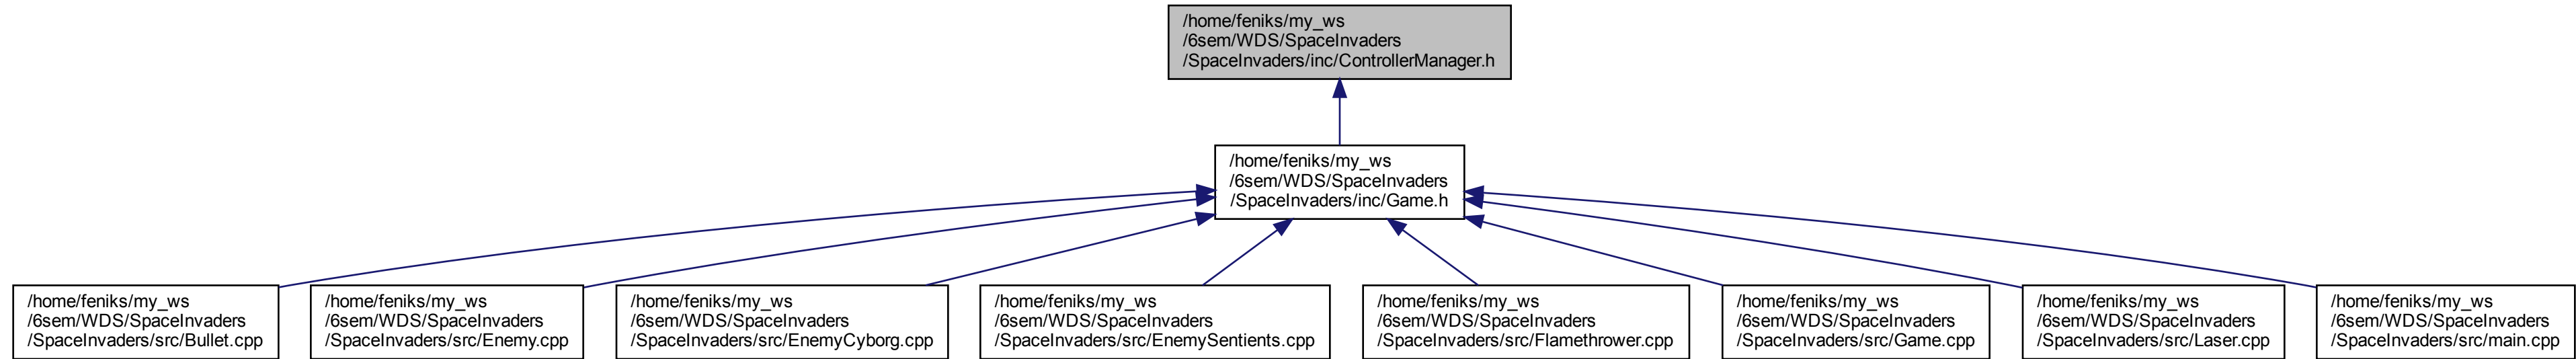 /home/feniks/my_ws
/6sem/WDS/SpaceInvaders
/SpaceInvaders/inc/ControllerManager.h
/home/feniks/my_ws
/6sem/WDS/SpaceInvaders
/SpaceInvaders/inc/Game.h
/home/feniks/my_ws
/6sem/WDS/SpaceInvaders
/SpaceInvaders/src/Bullet.cpp
/home/feniks/my_ws
/6sem/WDS/SpaceInvaders
/SpaceInvaders/src/Enemy.cpp
/home/feniks/my_ws
/6sem/WDS/SpaceInvaders
/SpaceInvaders/src/EnemyCyborg.cpp
/home/feniks/my_ws
/6sem/WDS/SpaceInvaders
/SpaceInvaders/src/EnemySentients.cpp
/home/feniks/my_ws
/6sem/WDS/SpaceInvaders
/SpaceInvaders/src/Flamethrower.cpp
/home/feniks/my_ws
/6sem/WDS/SpaceInvaders
/SpaceInvaders/src/Game.cpp
/home/feniks/my_ws
/6sem/WDS/SpaceInvaders
/SpaceInvaders/src/Laser.cpp
/home/feniks/my_ws
/6sem/WDS/SpaceInvaders
/SpaceInvaders/src/main.cpp